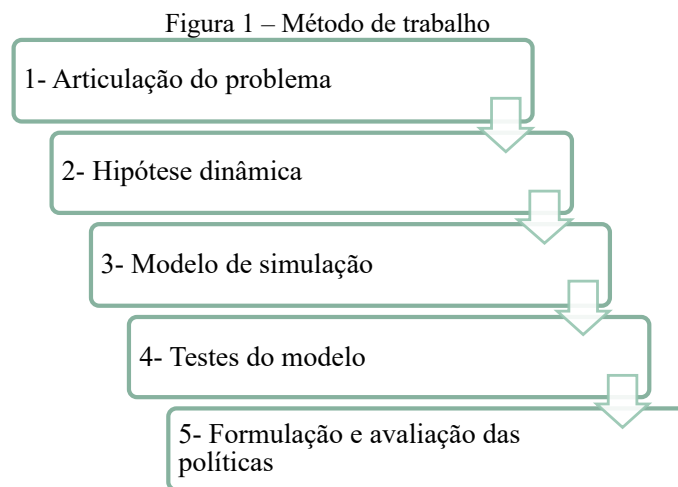 Figura 1 – Método de trabalho
1- Articulação do problema
2- Hipótese dinâmica
3- Modelo de simulação
4- Testes do modelo
5- Formulação e avaliação das
políticas